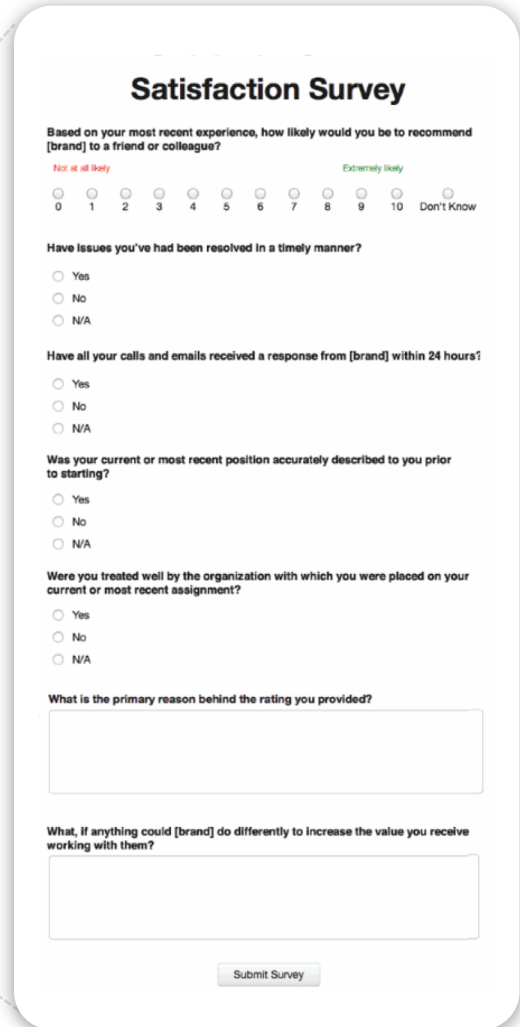 Satisfaction Survey
Based on your most recent experience, how likely would you be to recommend
[brand] to a friend or colleague?
Not at all likely Extremely likely
0 1 2 3 4 5 6 7 8 9 10 Don't Know
Have issues you've had been resolved in a timely manner?
Yes
No
N/A
Have all your calls and emails received a response from [brand] within 24 hours?
Yes
No
N/A
Was your current or most recent position accurately described to you prior
to starting?
Yes
No
N/A
Were you treated well by the organization with which you were placed on your
current or most recent assignment?
Yes
No
N/A
What is the primary reason behind the rating you provided?
What, if anything could [brand] do differently to increase the value you receive
working with them?
Submit Survey